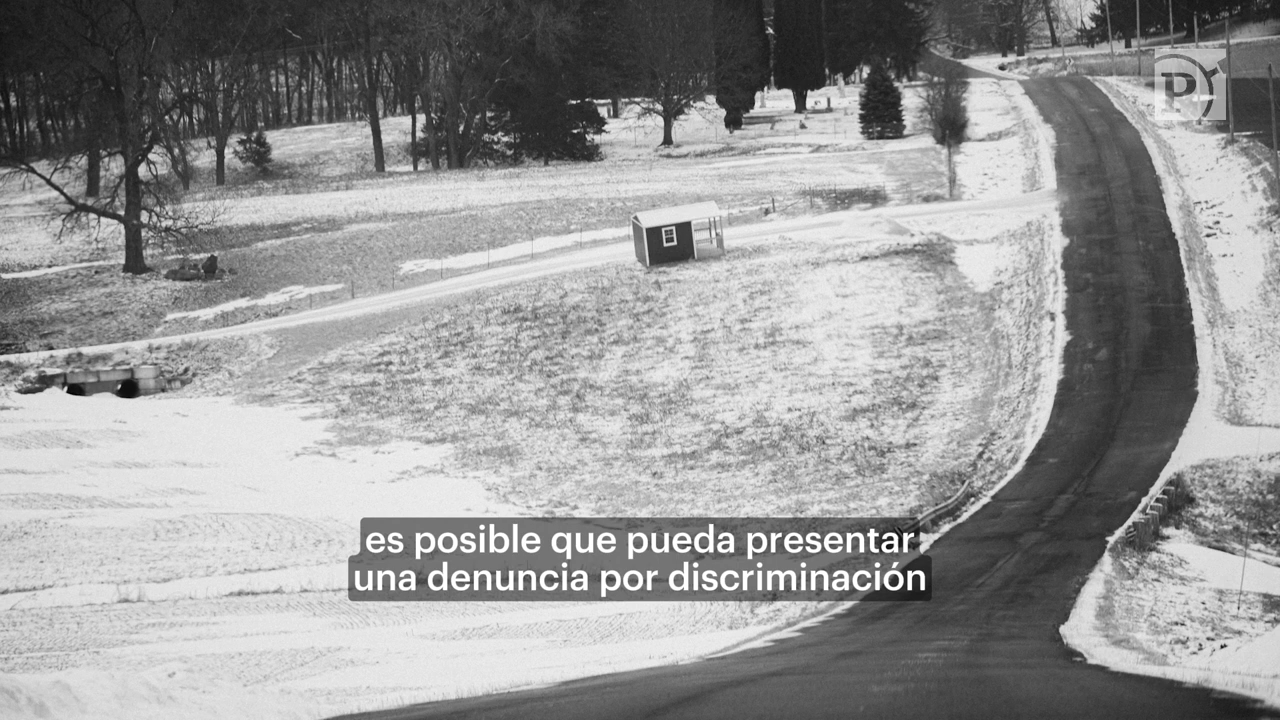 P
es posible que pueda presentar
una denuncia por discriminación